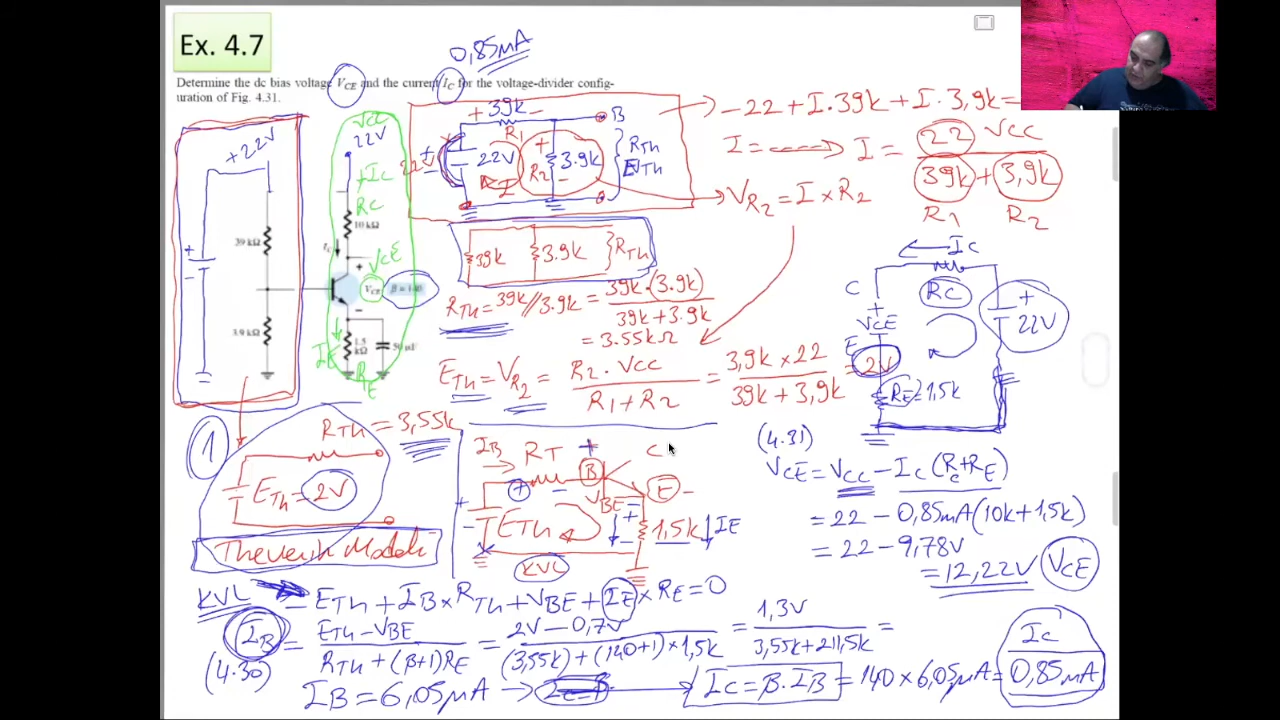 Ex. 4.7
0,85mA
Determine the dc bias voltage VCE and the current IC for the voltage-divider config-
uration of Fig. 4.31.
+22V
39 kΩ
3.9 kΩ
VCC
22V
+IC
RC
10 kΩ
IC
+
VCE
VCE
β = 140
-
IE
1.5 kΩ
RE
50 µF
+ 39k -
R1
B
22V
+
-
22V
I
+
R2
-
3.9k
RTh
ETh
-22 + I.39k + I.3,9k =
I = → I = 22 VCC
39k + 3,9k
R1 R2
VR2 = I × R2
39k
3.9k
RTh
RTh = 39k // 3.9k = 39k.(3.9k)
39k + 3.9k
= 3.55kΩ
ETh = VR2 = R2 . VCC = 3,9k × 22 = 2V
R1 + R2 39k + 3,9k
IC
C
RC
+
VCE
22V
E
RE = 1,5k
1
RTh = 3,55k
ETh = 2V
Thevenin Model
IB RT + C
B
E -
+ VBE
- ETh
+
-
1,5k IE
KVL
(4.31)
VCE = VCC - IC (RC + RE)
= 22 - 0,85mA (10k + 1,5k)
= 22 - 9,78V
= 12,22V VCE
KVL - ETh + IB × RTh + VBE + IE × RE = 0
IB = ETh - VBE = 2V - 0,7V = 1,3V =
RTh + (β+1)RE (3,55k) + (140+1) × 1,5k 3,55k + 211,5k
(4.30)
IB = 6,05µA → IC = β . IB = 140 × 6,05µA = IC
0,85mA